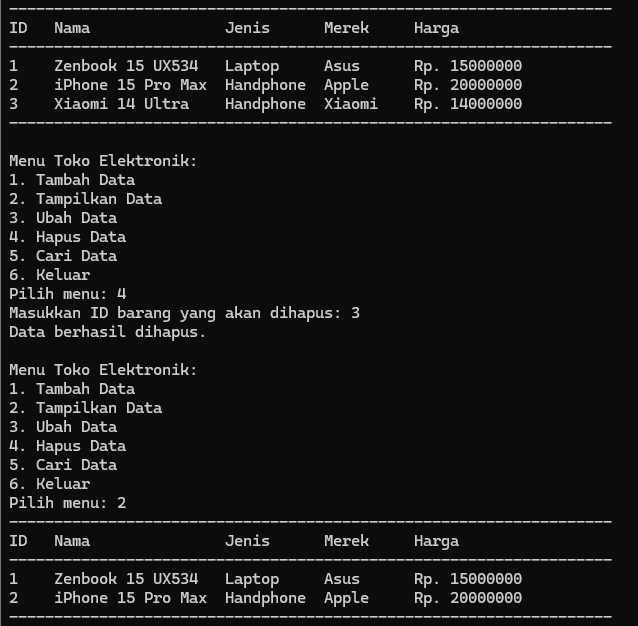 ----------------------------------------------------------------
ID   Nama               Jenis      Merek     Harga
----------------------------------------------------------------
1    Zenbook 15 UX534   Laptop     Asus      Rp. 15000000
2    iPhone 15 Pro Max  Handphone  Apple     Rp. 20000000
3    Xiaomi 14 Ultra    Handphone  Xiaomi    Rp. 14000000
----------------------------------------------------------------
Menu Toko Elektronik:
1. Tambah Data
2. Tampilkan Data
3. Ubah Data
4. Hapus Data
5. Cari Data
6. Keluar
Pilih menu: 4
Masukkan ID barang yang akan dihapus: 3
Data berhasil dihapus.
Menu Toko Elektronik:
1. Tambah Data
2. Tampilkan Data
3. Ubah Data
4. Hapus Data
5. Cari Data
6. Keluar
Pilih menu: 2
----------------------------------------------------------------
ID   Nama               Jenis      Merek     Harga
----------------------------------------------------------------
1    Zenbook 15 UX534   Laptop     Asus      Rp. 15000000
2    iPhone 15 Pro Max  Handphone  Apple     Rp. 20000000
----------------------------------------------------------------